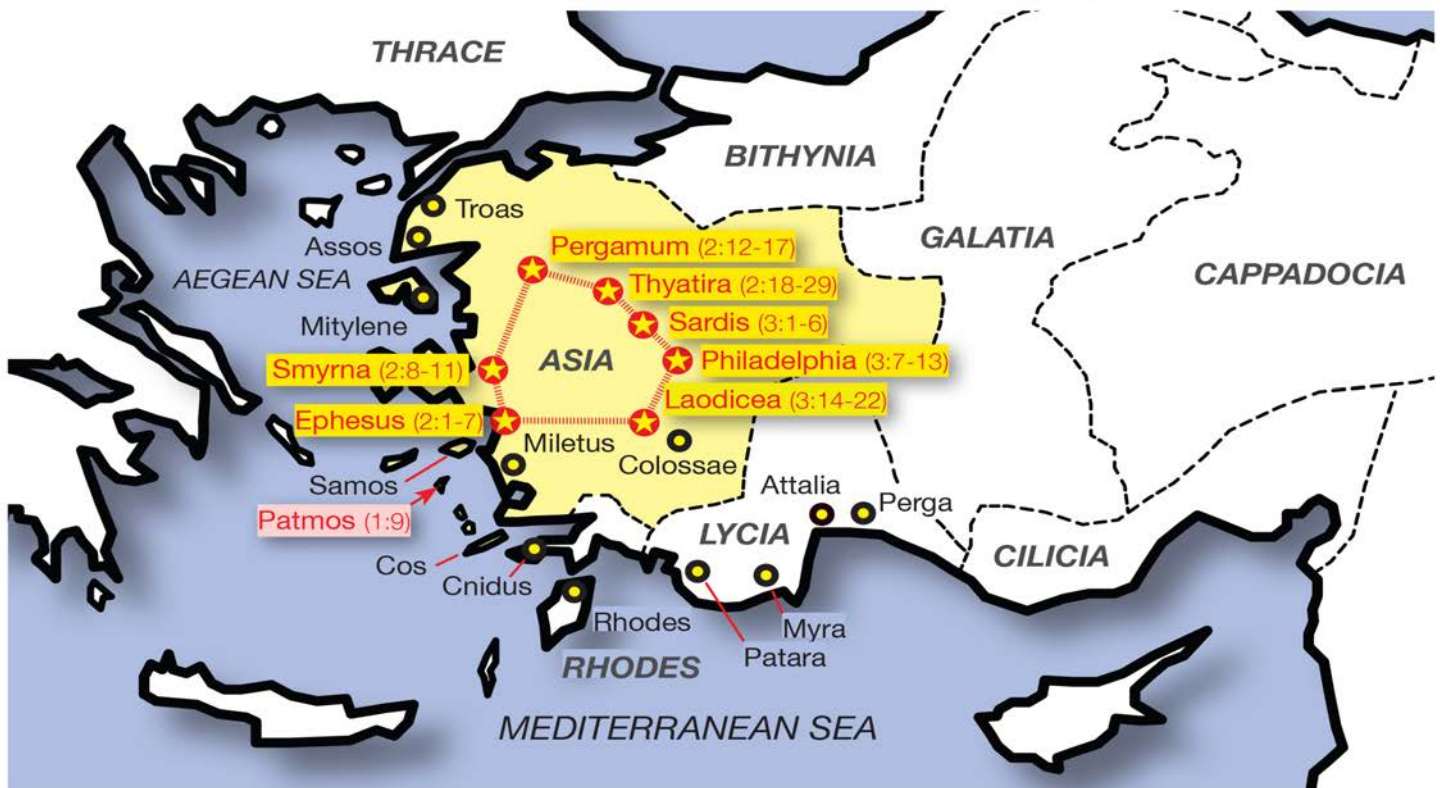 THRACE
BITHYNIA
Troas
Assos
Pergamum (2:12-17)
GALATIA
CAPPADOCIA
AEGEAN SEA
Thyatira (2:18-29)
Mitylene
Sardis (3:1-6)
Smyrna (2:8-11)
ASIA
Philadelphia (3:7-13)
Laodicea (3:14-22)
Ephesus (2:1-7)
Miletus
Colossae
Samos
Attalia
Perga
Patmos (1:9)
LYCIA
CILICIA
Cos
Cnidus
Rhodes
Myra
Patara
RHODES
MEDITERRANEAN SEA